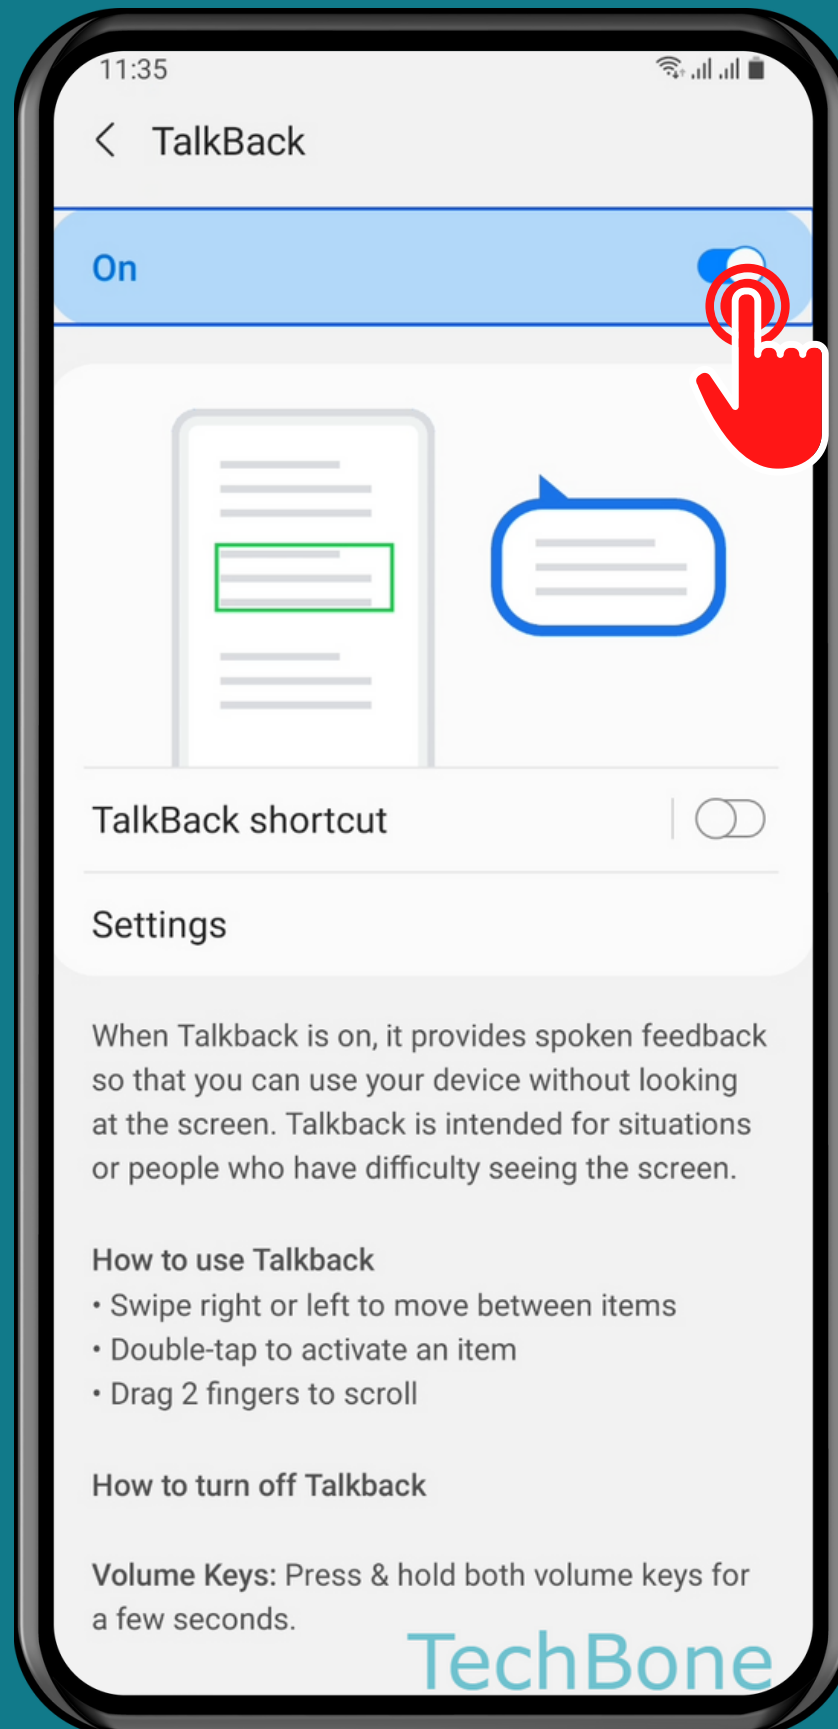 11:35
TalkBack
On
TalkBack shortcut
Settings
When Talkback is on, it provides spoken feedback
so that you can use your device without looking
at the screen. Talkback is intended for situations
or people who have difficulty seeing the screen.
How to use Talkback
• Swipe right or left to move between items
• Double-tap to activate an item
• Drag 2 fingers to scroll
How to turn off Talkback
Volume Keys: Press & hold both volume keys for
a few seconds.
TechBone